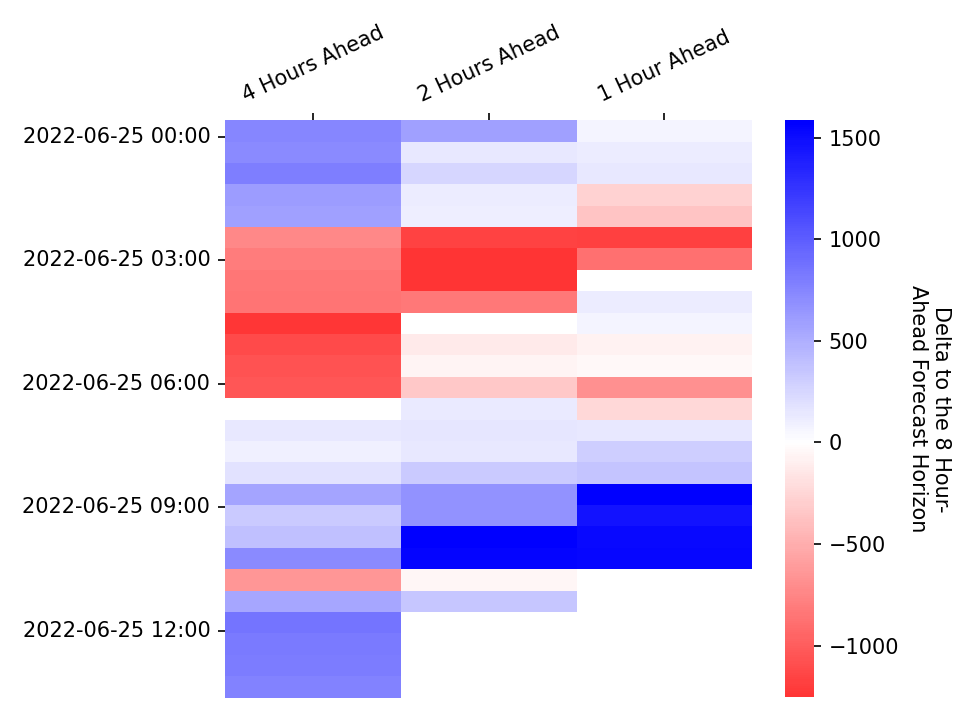 4 Hours Ahead
2 Hours Ahead
1 Hour Ahead
2022-06-25 00:00
2022-06-25 03:00
2022-06-25 06:00
2022-06-25 09:00
2022-06-25 12:00
1500
1000
500
0
−500
−1000
Delta to the 8 Hour-
Ahead Forecast Horizon